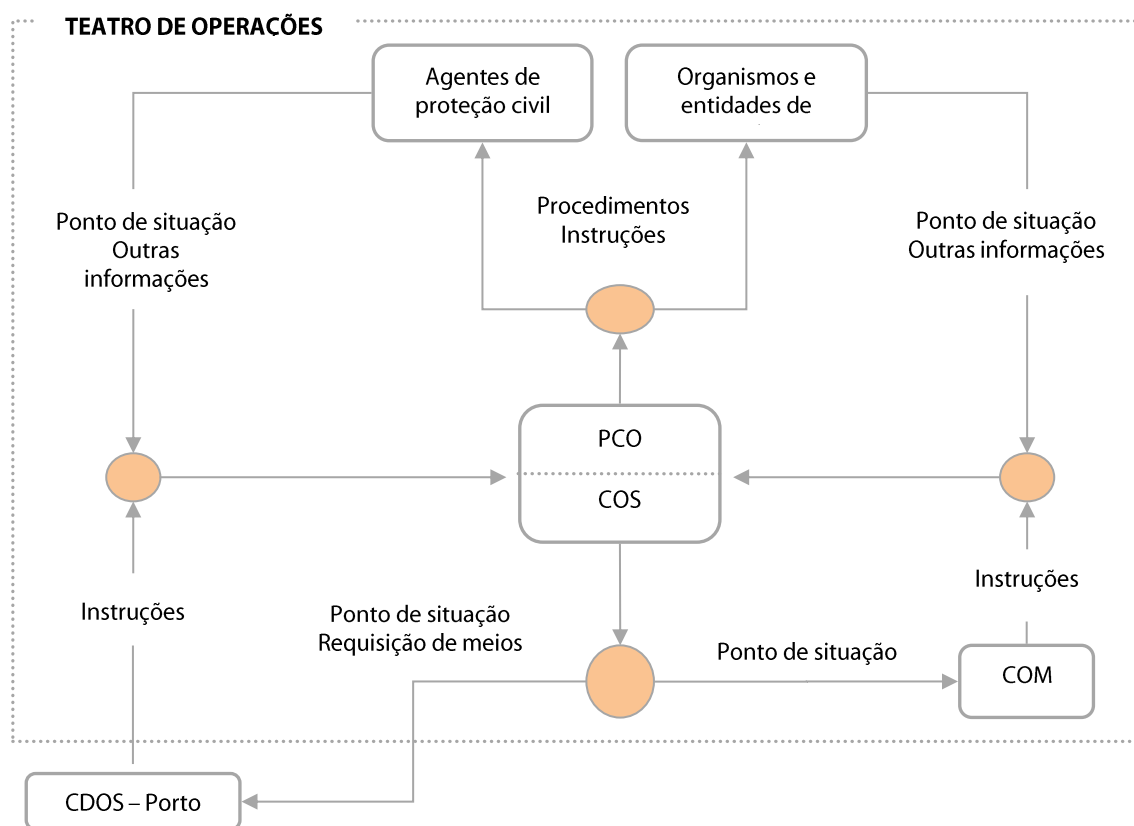 TEATRO DE OPERAÇÕES
Agentes de
proteção civil
Organismos e
entidades de
Ponto de situação
Outras
informações
Procedimentos
Instruções
Ponto de situação
Outras informações
PCO
COS
Instruções
Ponto de situação
Requisição de meios
Ponto de situação
Instruções
COM
CDOS – Porto